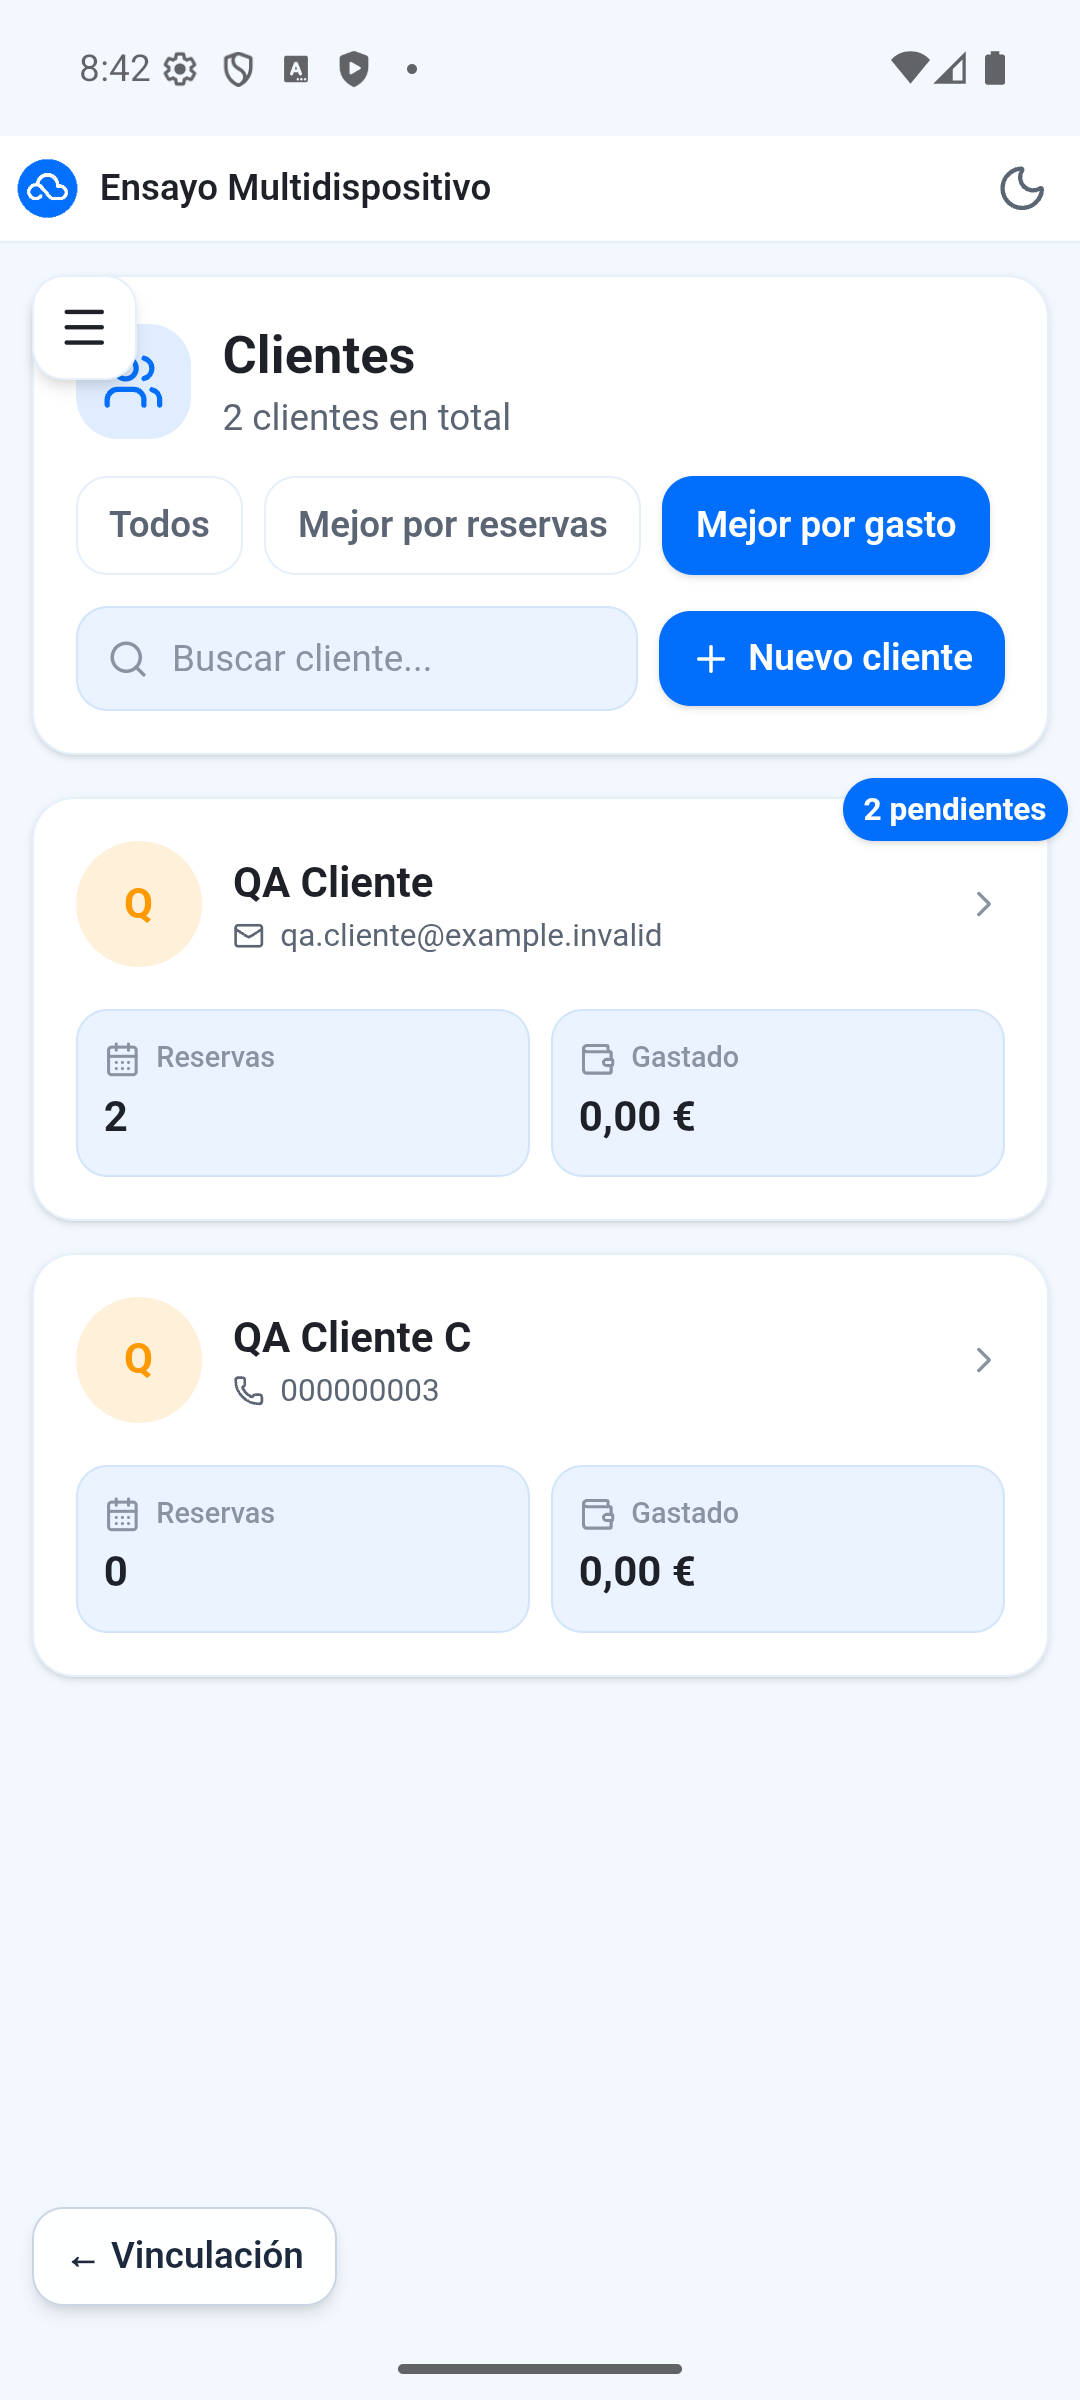 8:42
Ensayo Multidispositivo
Clientes
2 clientes en total
Todos
Mejor por reservas
Mejor por gasto
Buscar cliente...
+ Nuevo cliente
2 pendientes
Q
QA Cliente
qa.cliente@example.invalid
Reservas
2
Gastado
0,00 €
Q
QA Cliente C
000000003
Reservas
0
Gastado
0,00 €
← Vinculación